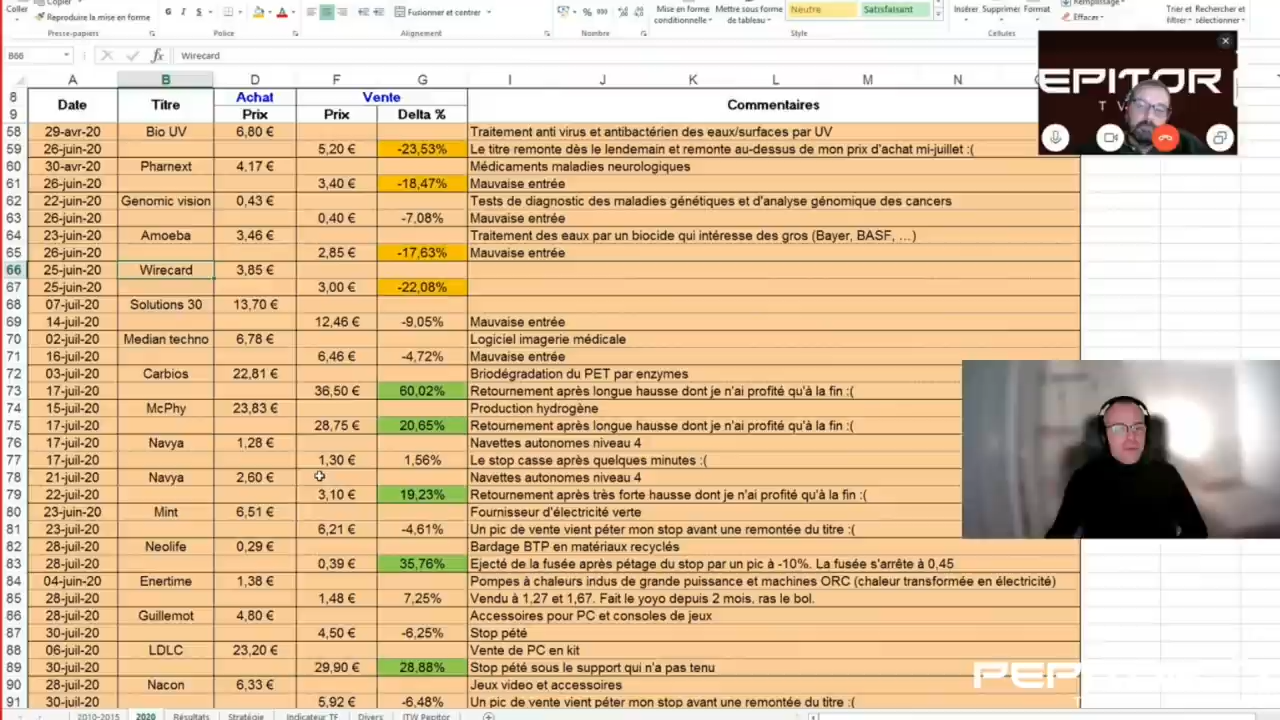 Coller
Copier
Reproduire la mise en forme
G I S
Fusionner et centrer
% 000
Mise en forme
conditionnelle
Mettre sous forme
de tableau
Neutre
Satisfaisant
Insérer Supprimer Format
Remplissage
Effacer
Trier et Rechercher et
filtrer sélectionner
Presse-papiers
Police
Alignement
Nombre
Style
Cellules
B66
fx
Wirecard
EPITOR
TV
A B D F G I J K L M N
8 Date Titre Achat Vente Commentaires
9 Prix Prix Delta %
58 29-avr-20 Bio UV 6,80 € Traitement anti virus et antibactérien des eaux/surfaces par UV
59 26-juin-20 5,20 € -23,53% Le titre remonte dès le lendemain et remonte au-dessus de mon prix d'achat mi-juillet :(
60 30-avr-20 Pharnext 4,17 € Médicaments maladies neurologiques
61 26-juin-20 3,40 € -18,47% Mauvaise entrée
62 22-juin-20 Genomic vision 0,43 € Tests de diagnostic des maladies génétiques et d'analyse génomique des cancers
63 26-juin-20 0,40 € -7,08% Mauvaise entrée
64 23-juin-20 Amoeba 3,46 € Traitement des eaux par un biocide qui intéresse des gros (Bayer, BASF, ...)
65 26-juin-20 2,85 € -17,63% Mauvaise entrée
66 25-juin-20 Wirecard 3,85 €
67 25-juin-20 3,00 € -22,08%
68 07-juil-20 Solutions 30 13,70 €
69 14-juil-20 12,46 € -9,05% Mauvaise entrée
70 02-juil-20 Median techno 6,78 € Logiciel imagerie médicale
71 16-juil-20 6,46 € -4,72% Mauvaise entrée
72 03-juil-20 Carbios 22,81 € Briodégradation du PET par enzymes
73 17-juil-20 36,50 € 60,02% Retournement après longue hausse dont je n'ai profité qu'à la fin :(
74 15-juil-20 McPhy 23,83 € Production hydrogène
75 17-juil-20 28,75 € 20,65% Retournement après longue hausse dont je n'ai profité qu'à la fin :(
76 17-juil-20 Navya 1,28 € Navettes autonomes niveau 4
77 17-juil-20 1,30 € 1,56% Le stop casse après quelques minutes :(
78 21-juil-20 Navya 2,60 € Navettes autonomes niveau 4
79 22-juil-20 3,10 € 19,23% Retournement après très forte hausse dont je n'ai profité qu'à la fin :(
80 23-juin-20 Mint 6,51 € Fournisseur d'électricité verte
81 23-juil-20 6,21 € -4,61% Un pic de vente vient péter mon stop avant une remontée du titre :(
82 28-juil-20 Neolife 0,29 € Bardage BTP en matériaux recyclés
83 28-juil-20 0,39 € 35,76% Ejecté de la fusée après pétage du stop par un pic à -10%. La fusée s'arrête à 0,45
84 04-juin-20 Enertime 1,38 € Pompes à chaleurs indus de grande puissance et machines ORC (chaleur transformée en électricité)
85 28-juil-20 1,48 € 7,25% Vendu à 1,27 et 1,67. Fait le yoyo depuis 2 mois, ras le bol.
86 28-juil-20 Guillemot 4,80 € Accessoires pour PC et consoles de jeux
87 30-juil-20 4,50 € -6,25% Stop pété
88 06-juil-20 LDLC 23,20 € Vente de PC en kit
89 30-juil-20 29,90 € 28,88% Stop pété sous le support qui n'a pas tenu
90 28-juil-20 Nacon 6,33 € Jeux video et accessoires
91 30-juil-20 5,92 € -6,48% Un pic de vente vient péter mon stop avant une remontée du titre :(
2010-2015 2020 Résultats Stratégie Indicateur TF Divers ITW Pepitor